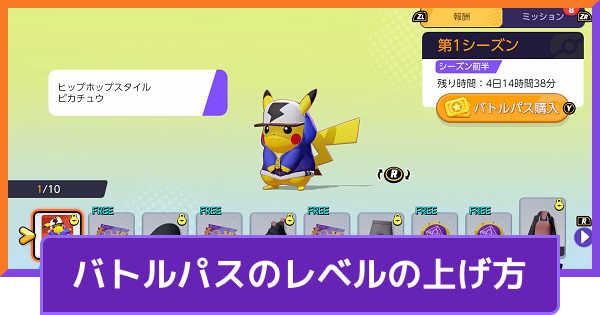 ZL
報酬
ミッション
8
ZR
第1シーズン
シーズン前半
残り時間:4日14時間38分
バトルパス購入
Y
ヒップホップスタイル
ピカチュウ
R
1/10
FREE
FREE
FREE
FREE
FREE
R
バトルパスのレベルの上げ方